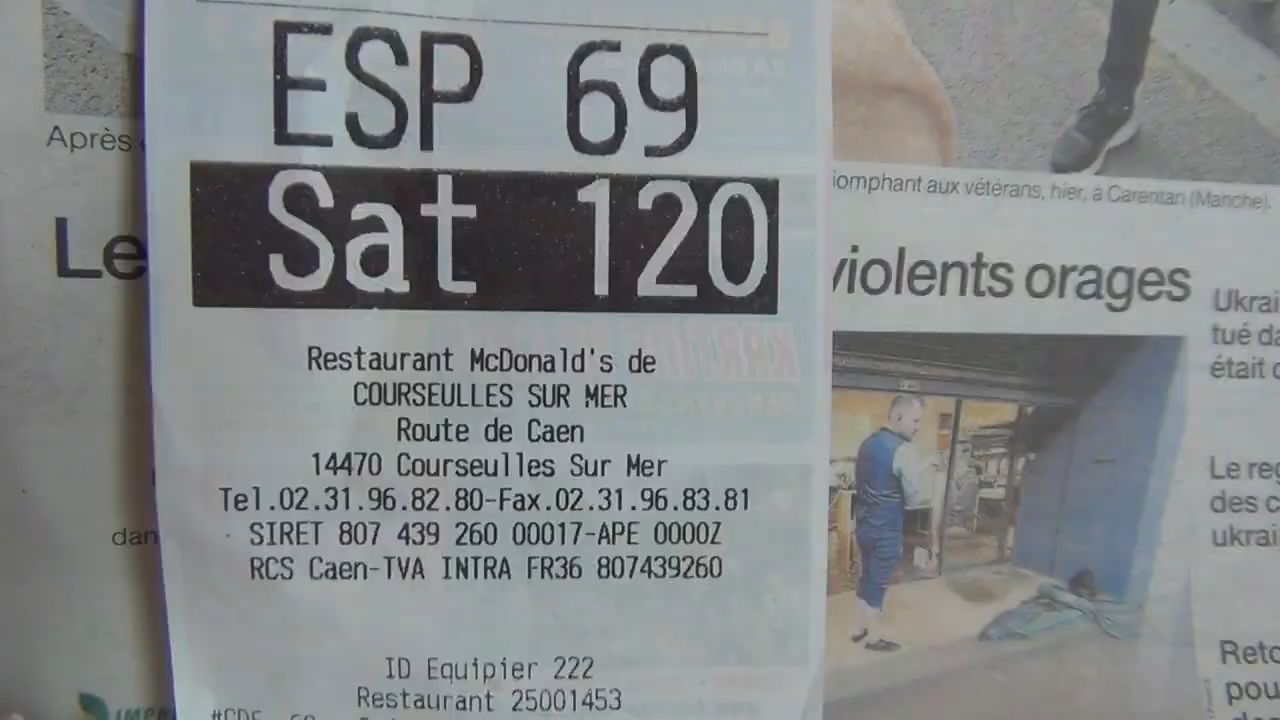 ESP 69
Sat 120
Restaurant McDonald's de
COURSEULLES SUR MER
Route de Caen
14470 Courseulles Sur Mer
Tel.02.31.96.82.80-Fax.02.31.96.83.81
SIRET 807 439 260 00017-APE 0000Z
RCS Caen-TVA INTRA FR36 807439260
ID Equipier 222
Restaurant 25001453
Après
Le
dan
iomphant aux vétérans, hier, à Carentan (Manche).
violents orages
Ukrai
tué da
était
Le reg
des c
ukrai
Reto
pou